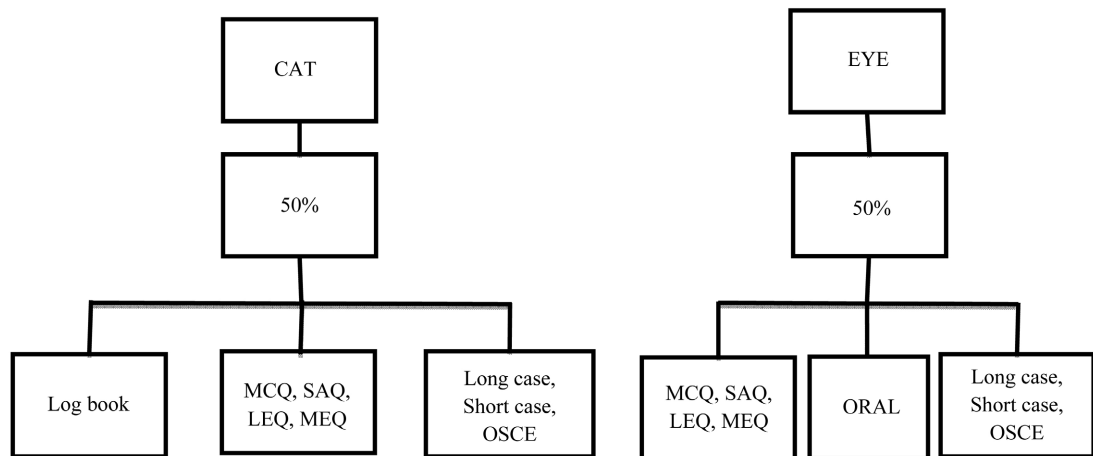 CAT
EYE
50%
50%
Log book
MCQ, SAQ,
LEQ, MEQ
Long case,
Short case,
OSCE
MCQ, SAQ,
LEQ, MEQ
ORAL
Long case,
Short case,
OSCE